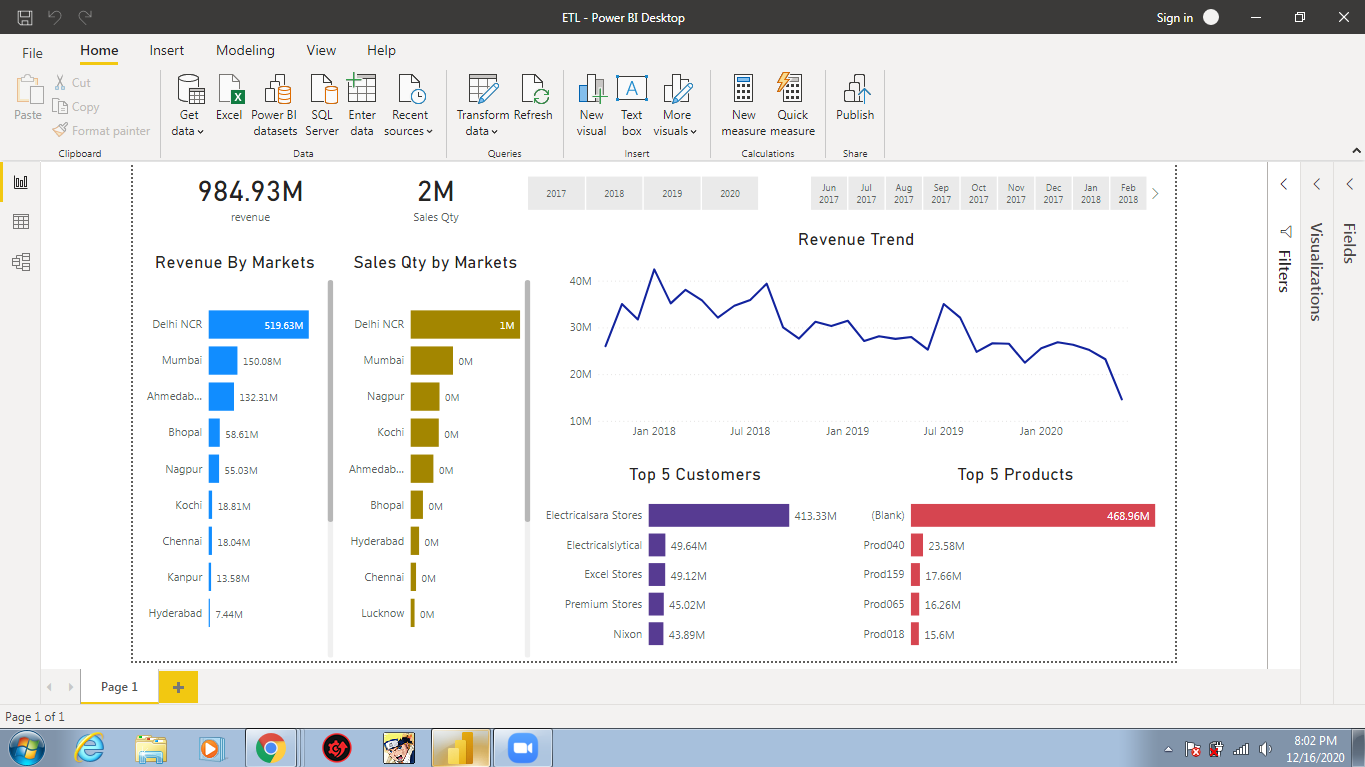 ETL - Power BI Desktop
Sign in
File
Home
Insert
Modeling
View
Help
Paste
Cut
Copy
Format painter
Clipboard
Get data
Excel
Power BI datasets
SQL Server
Enter data
Recent sources
Data
Transform data
Refresh
Queries
New visual
Text box
More visuals
Insert
New measure
Quick measure
Calculations
Publish
Share
984.93M
revenue
2M
Sales Qty
2017
2018
2019
2020
Jun 2017
Jul 2017
Aug 2017
Sep 2017
Oct 2017
Nov 2017
Dec 2017
Jan 2018
Feb 2018
Filters
Visualizations
Fields
Revenue By Markets
Delhi NCR 519.63M
Mumbai 150.08M
Ahmedab... 132.31M
Bhopal 58.61M
Nagpur 55.03M
Kochi 18.81M
Chennai 18.04M
Kanpur 13.58M
Hyderabad 7.44M
Sales Qty by Markets
Delhi NCR 1M
Mumbai 0M
Nagpur 0M
Kochi 0M
Ahmedab... 0M
Bhopal 0M
Hyderabad 0M
Chennai 0M
Lucknow 0M
Revenue Trend
40M
30M
20M
10M
Jan 2018
Jul 2018
Jan 2019
Jul 2019
Jan 2020
Top 5 Customers
Electricalsara Stores 413.33M
Electricalslytical 49.64M
Excel Stores 49.12M
Premium Stores 45.02M
Nixon 43.89M
Top 5 Products
(Blank) 468.96M
Prod040 23.58M
Prod159 17.66M
Prod065 16.26M
Prod018 15.6M
Page 1
Page 1 of 1
8:02 PM
12/16/2020